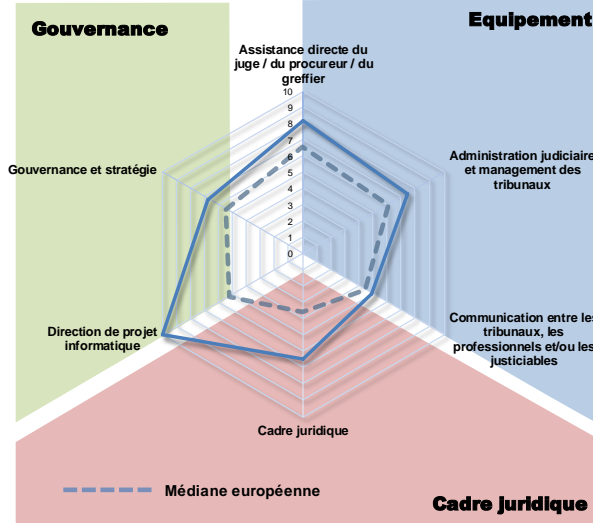 Gouvernance
Equipement
Assistance directe du
juge / du procureur / du
greffier
10
9
8
7
6
5
4
3
2
1
0
Gouvernance et stratégie
Administration judiciaire
et management des
tribunaux
Direction de projet
informatique
Communication entre les
tribunaux, les
professionnels et/ou les
justiciables
Cadre juridique
Médiane européenne
Cadre juridique